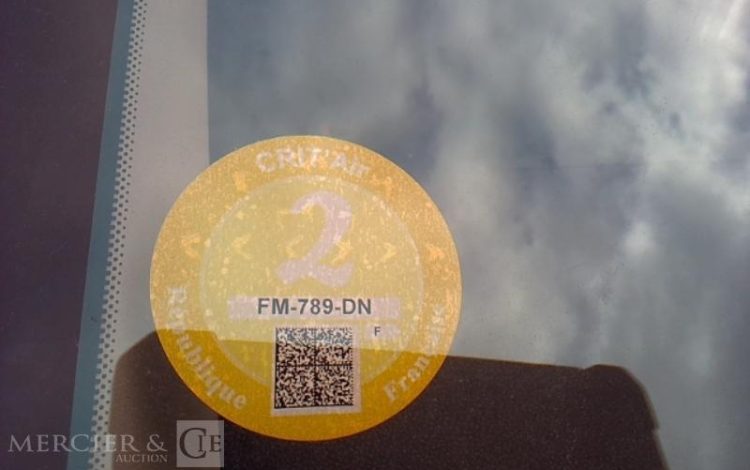 CRIT'Air
2
FM-789-DN
F
République
Française
MERCIER & CIE
AUCTION